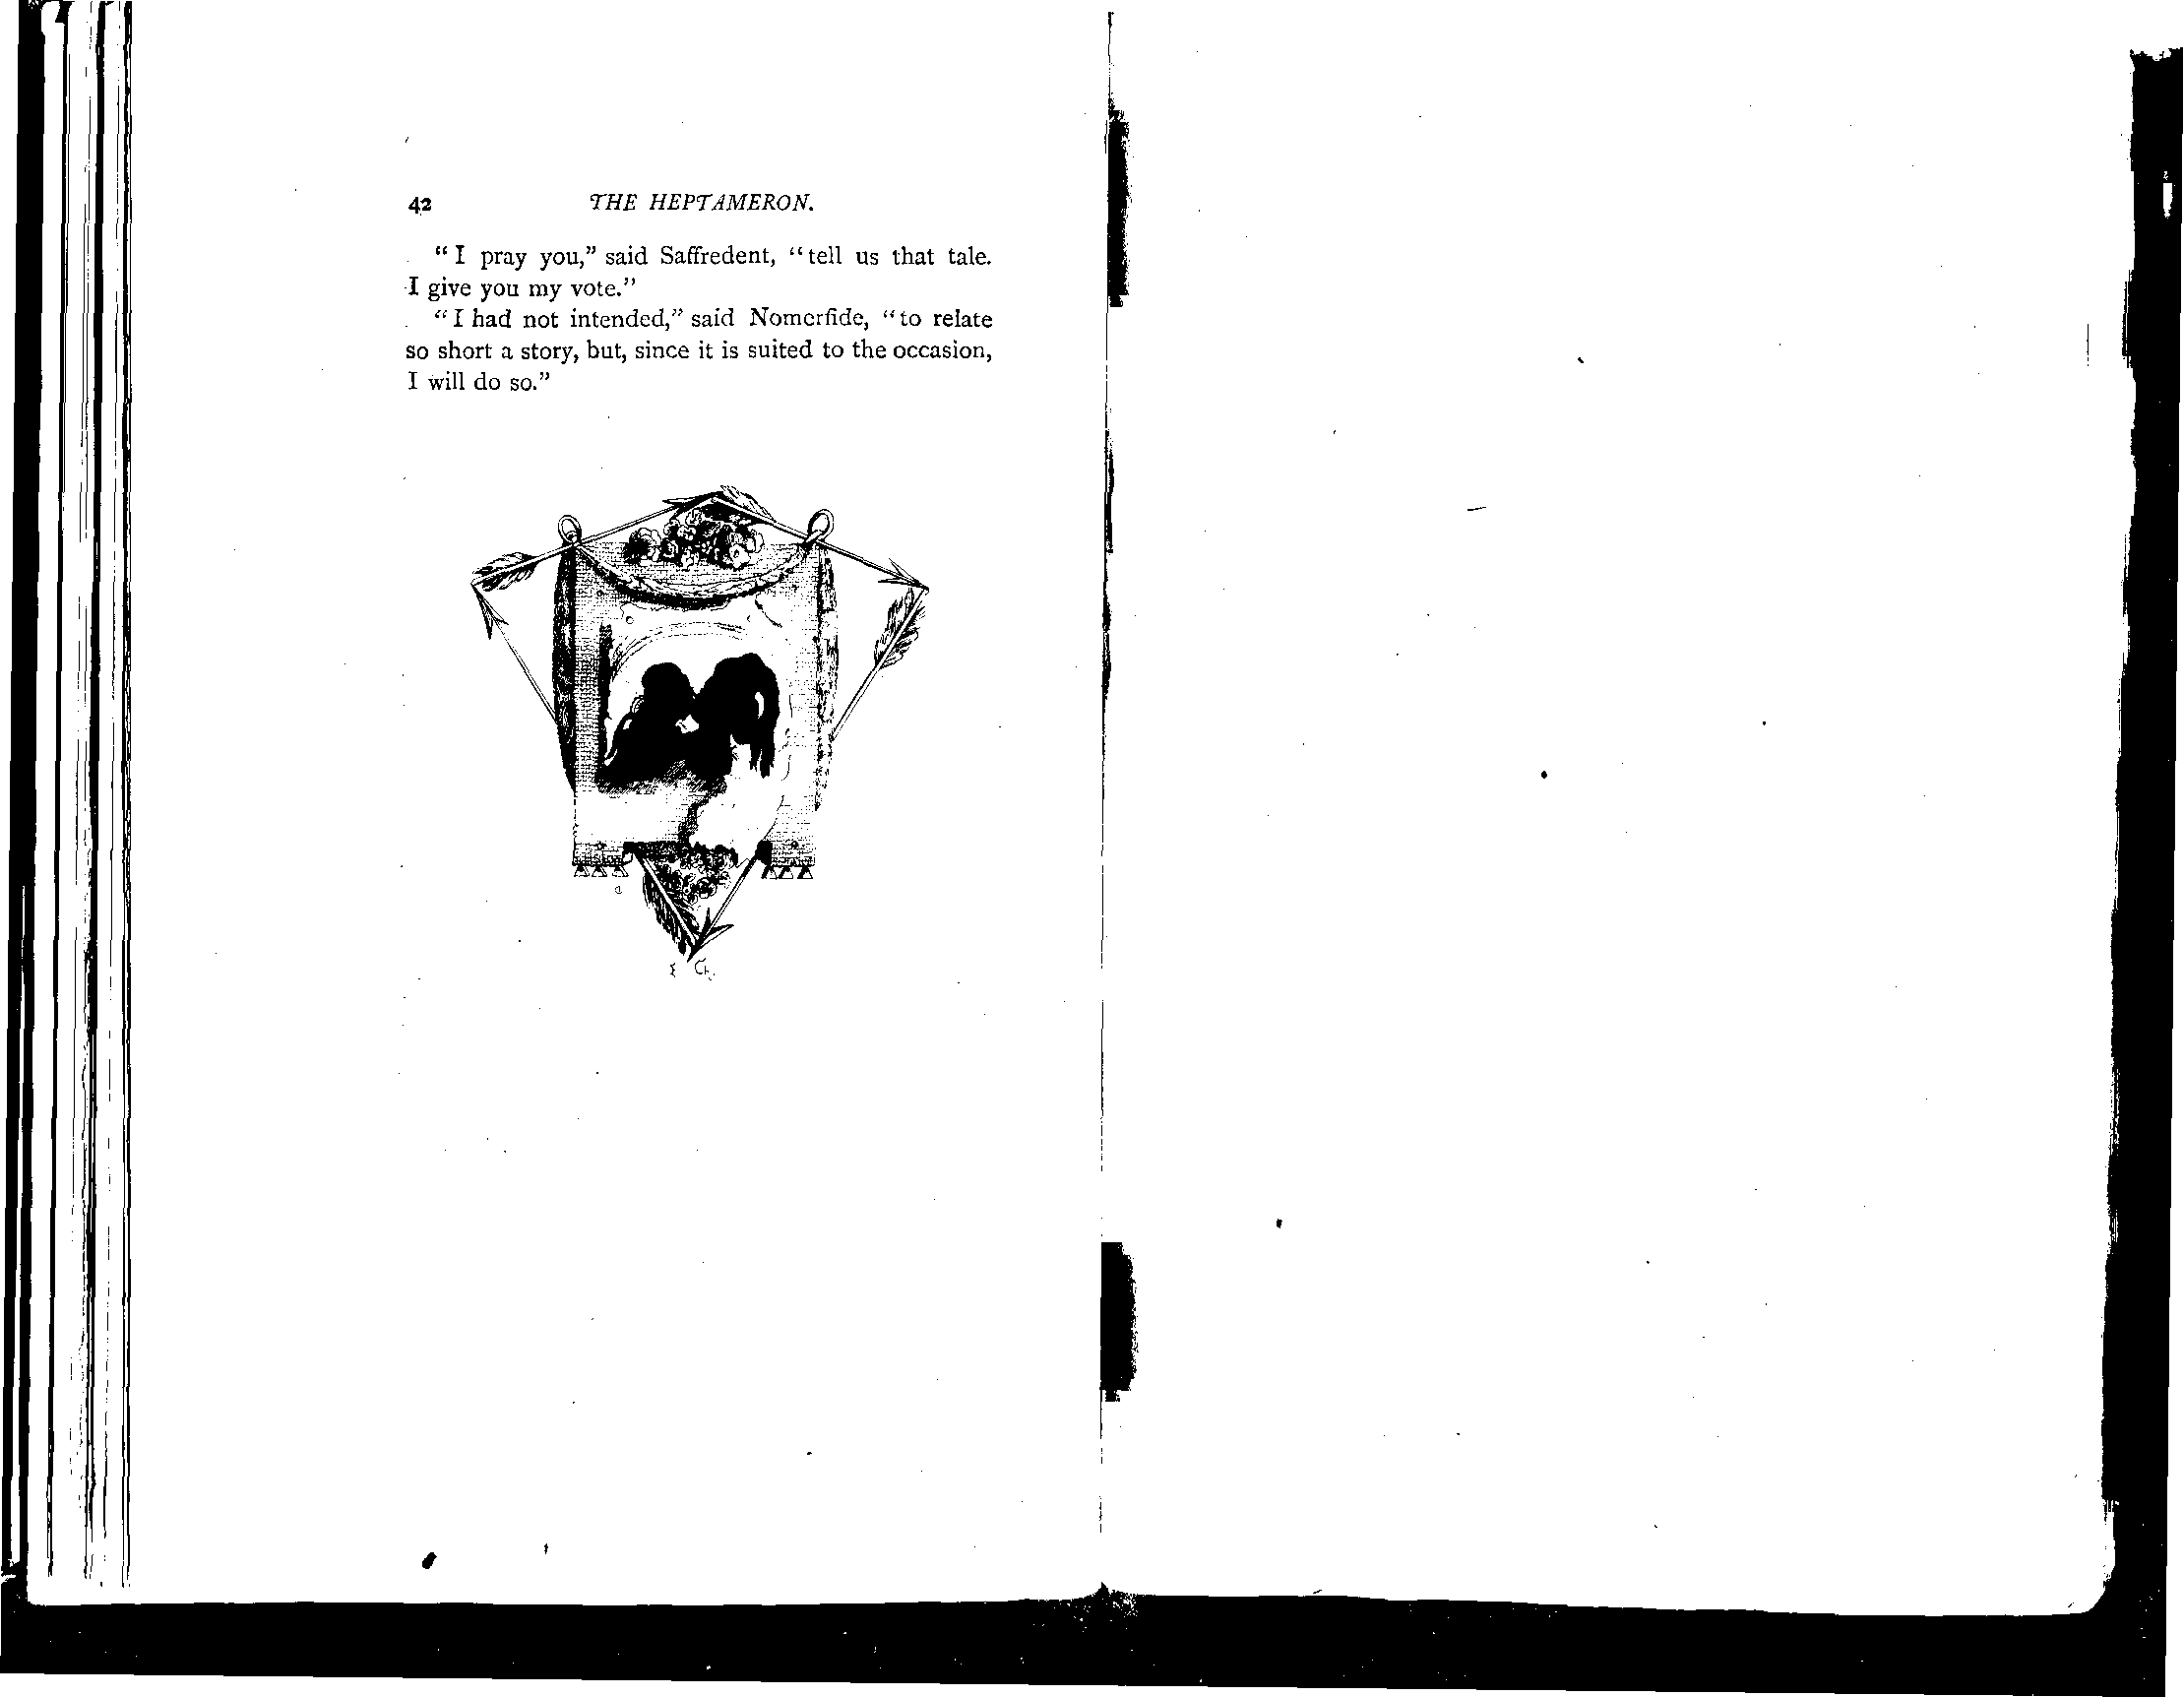 42 THE HEPTAMERON.
“I pray you,” said Saffredent, “tell us that tale.
I give you my vote.”
“I had not intended,” said Nomerfide, “to relate
so short a story, but, since it is suited to the occasion,
I will do so.”